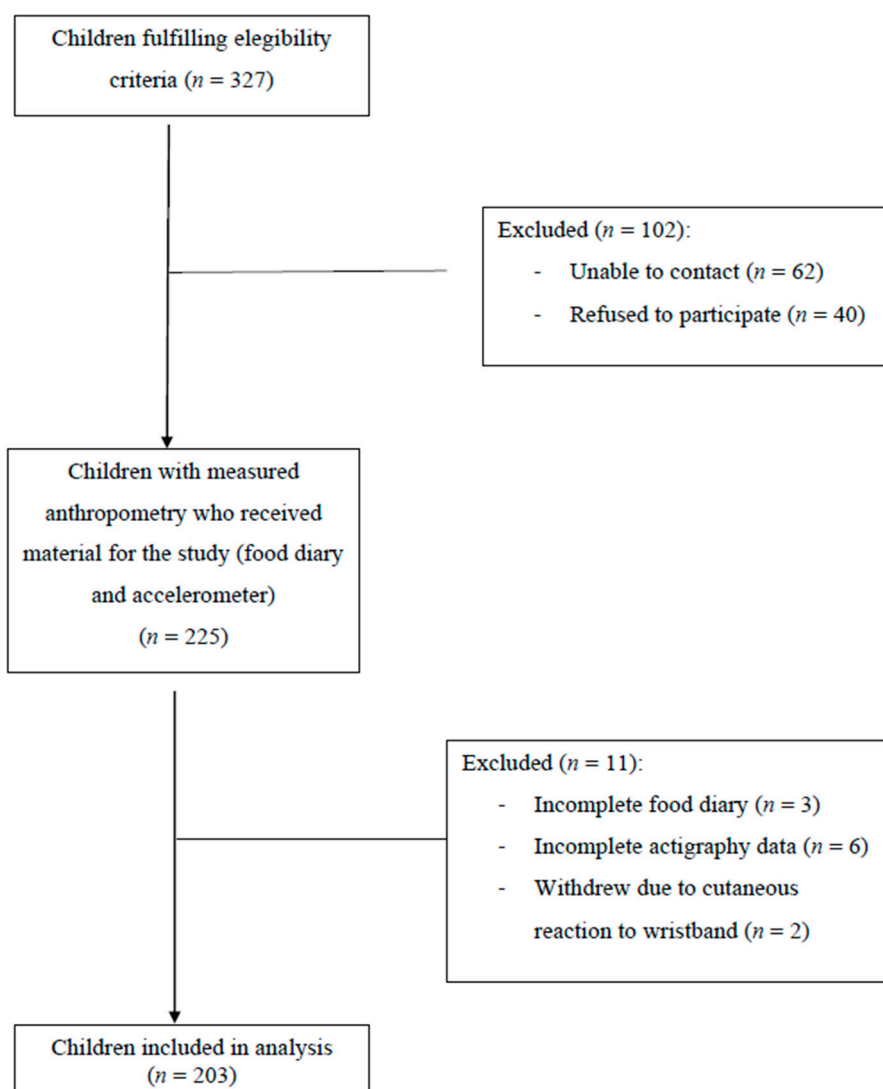 Children fulfilling elegibility
criteria (n = 327)
Excluded (n = 102):
- Unable to contact (n = 62)
- Refused to participate (n = 40)
Children with measured
anthropometry who received
material for the study (food diary
and accelerometer)
(n = 225)
Excluded (n = 11):
- Incomplete food diary (n = 3)
- Incomplete actigraphy data (n = 6)
- Withdrew due to cutaneous
reaction to wristband (n = 2)
Children included in analysis
(n = 203)